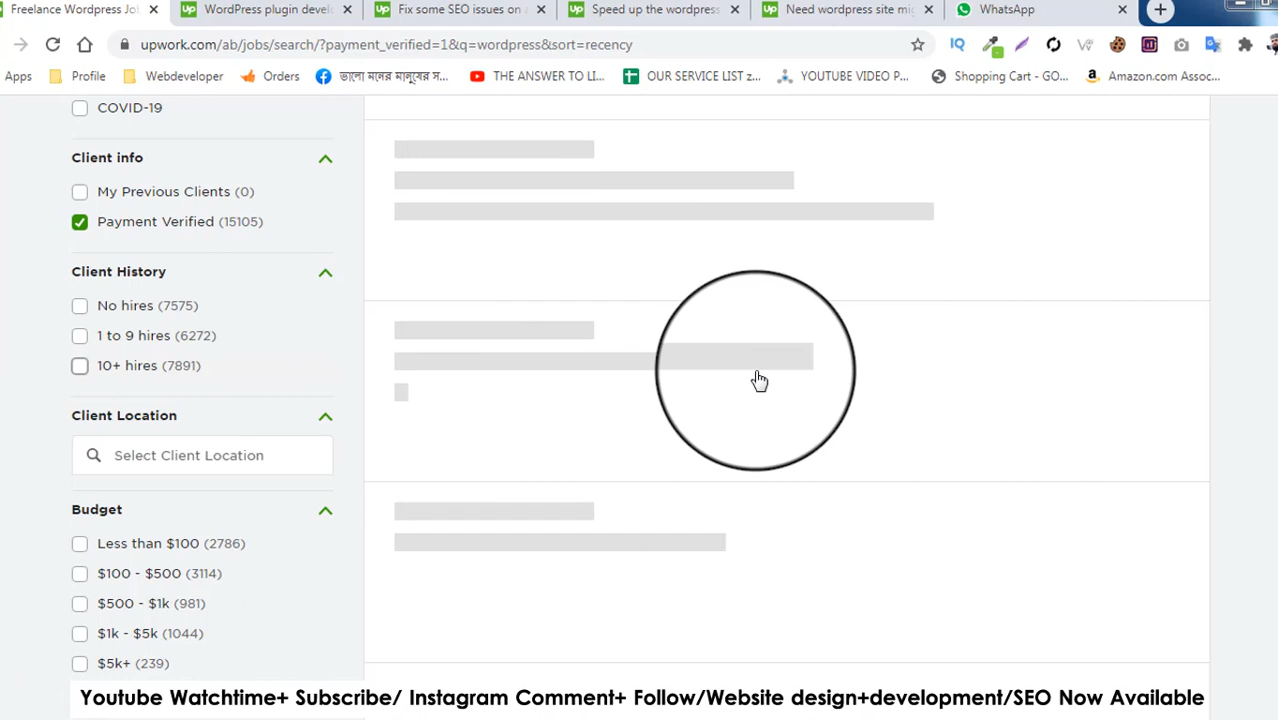 Freelance Wordpress Jo
WordPress plugin devel
Fix some SEO issues on a
Speed up the wordpress
Need wordpress site mi
WhatsApp
upwork.com/ab/jobs/search/?payment_verified=1&q=wordpress&sort=recency
Apps
Profile
Webdeveloper
Orders
ভালো মনের মানুষের স...
THE ANSWER TO LI...
OUR SERVICE LIST z...
YOUTUBE VIDEO P...
Shopping Cart - GO...
Amazon.com Assoc...
COVID-19
Client info
My Previous Clients (0)
Payment Verified (15105)
Client History
No hires (7575)
1 to 9 hires (6272)
10+ hires (7891)
Client Location
Select Client Location
Budget
Less than $100 (2786)
$100 - $500 (3114)
$500 - $1k (981)
$1k - $5k (1044)
$5k+ (239)
Youtube Watchtime+ Subscribe/ Instagram Comment+ Follow/Website design+development/SEO Now Available